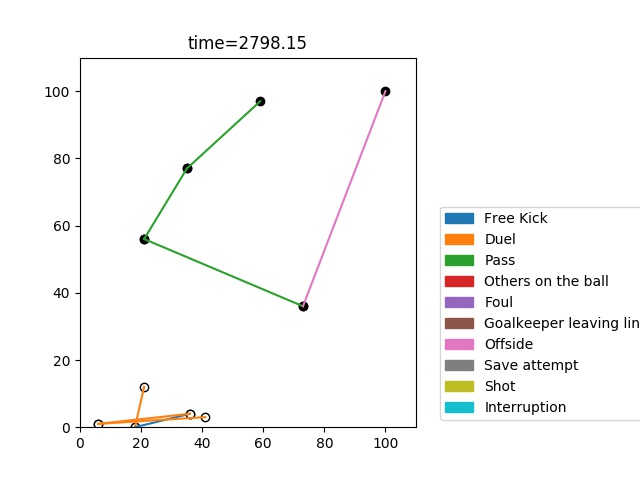 time=2798.15
100
80
60
40
20
0
0 20 40 60 80 100
Free Kick
Duel
Pass
Others on the ball
Foul
Goalkeeper leaving lin
Offside
Save attempt
Shot
Interruption